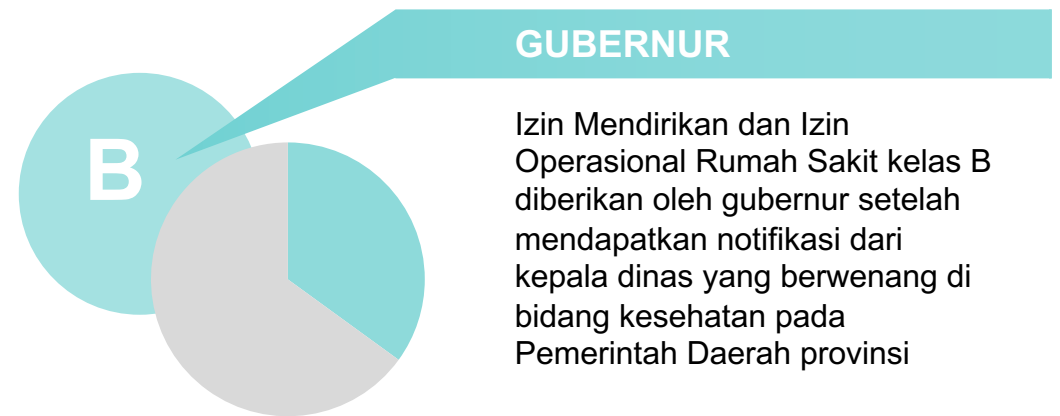 GUBERNUR
B
Izin Mendirikan dan Izin
Operasional Rumah Sakit kelas B
diberikan oleh gubernur setelah
mendapatkan notifikasi dari
kepala dinas yang berwenang di
bidang kesehatan pada
Pemerintah Daerah provinsi